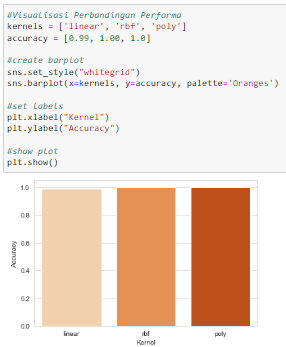 #Visualisasi Perbandingan Performa
kernels = ['linear', 'rbf', 'poly']
accuracy = [0.99, 1.00, 1.0]
#create barplot
sns.set_style("whitegrid")
sns.barplot(x=kernels, y=accuracy, palette='Oranges')
#set labels
plt.xlabel("Kernel")
plt.ylabel("Accuracy")
#show plot
plt.show()
1.0
0.8
0.6
0.4
0.2
0.0
Accuracy
linear rbf poly
Kernel